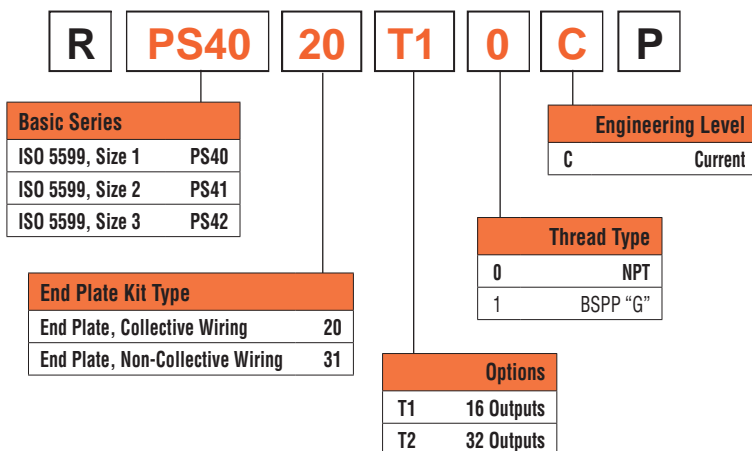 R PS40 20 T1 0 C P
Basic Series
ISO 5599, Size 1 PS40
ISO 5599, Size 2 PS41
ISO 5599, Size 3 PS42
Engineering Level
C Current
Thread Type
0 NPT
1 BSPP “G”
End Plate Kit Type
End Plate, Collective Wiring 20
End Plate, Non-Collective Wiring 31
Options
T1 16 Outputs
T2 32 Outputs